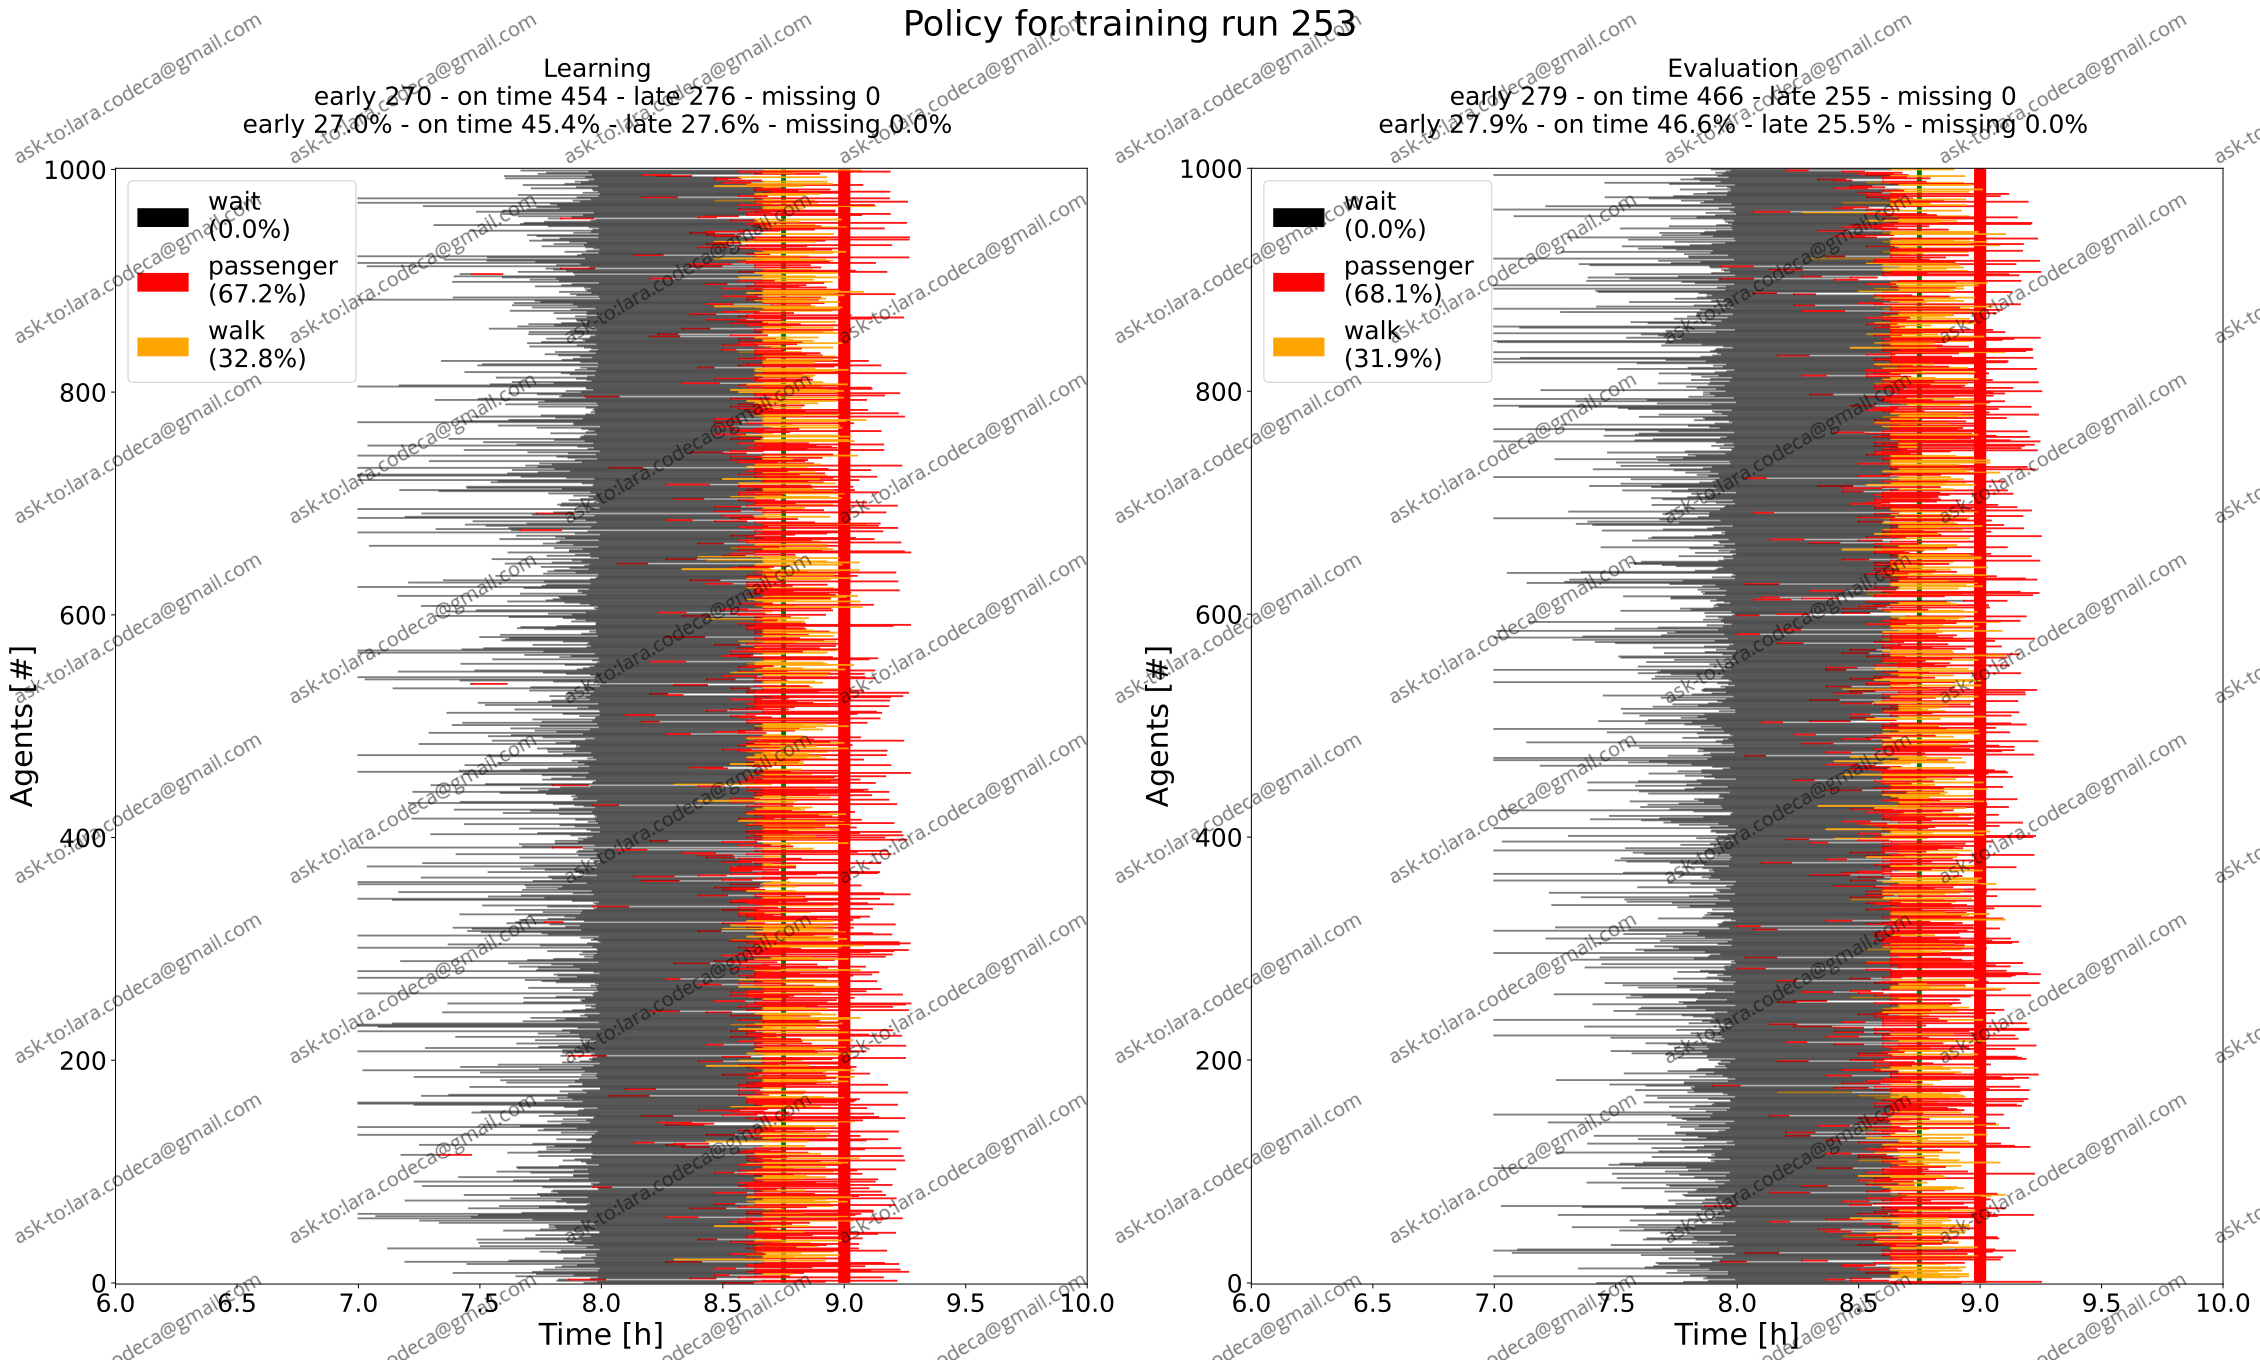 Policy for training run 253
Learning
early 270 - on time 454 - late 276 - missing 0
early 27.0% - on time 45.4% - late 27.6% - missing 0.0%
wait
(0.0%)
passenger
(67.2%)
walk
(32.8%)
Agents [#]
1000
800
600
400
200
0
6.0 6.5 7.0 7.5 8.0 8.5 9.0 9.5 10.0
Time [h]
Evaluation
early 279 - on time 466 - late 255 - missing 0
early 27.9% - on time 46.6% - late 25.5% - missing 0.0%
wait
(0.0%)
passenger
(68.1%)
walk
(31.9%)
Agents [#]
1000
800
600
400
200
0
6.0 6.5 7.0 7.5 8.0 8.5 9.0 9.5 10.0
Time [h]
ask-to:lara.codeca@gmail.com